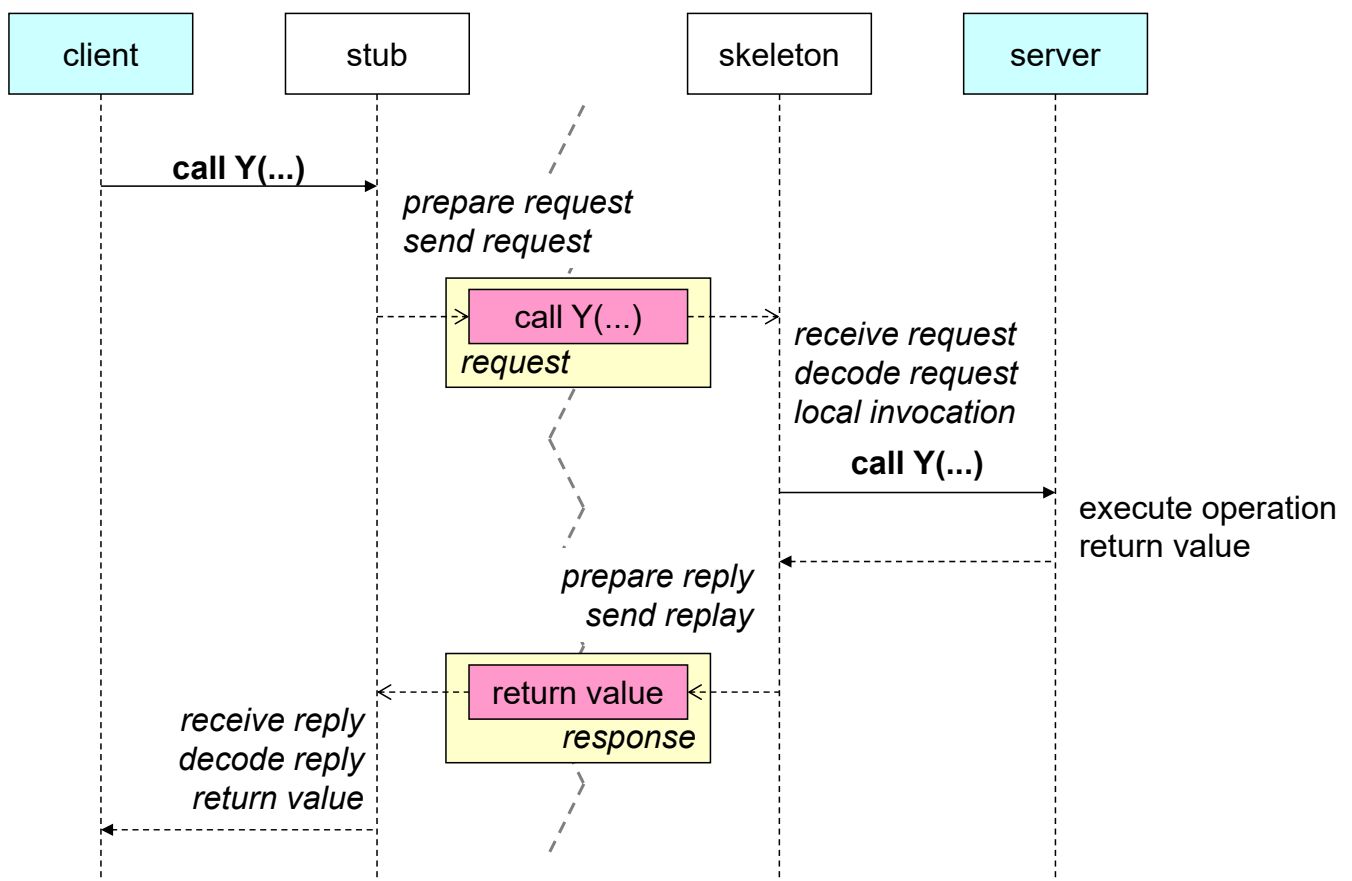 client
stub
skeleton
server
call Y(...)
prepare request
send request
call Y(...)
request
receive request
decode request
local invocation
call Y(...)
execute operation
return value
prepare reply
send replay
return value
response
receive reply
decode reply
return value